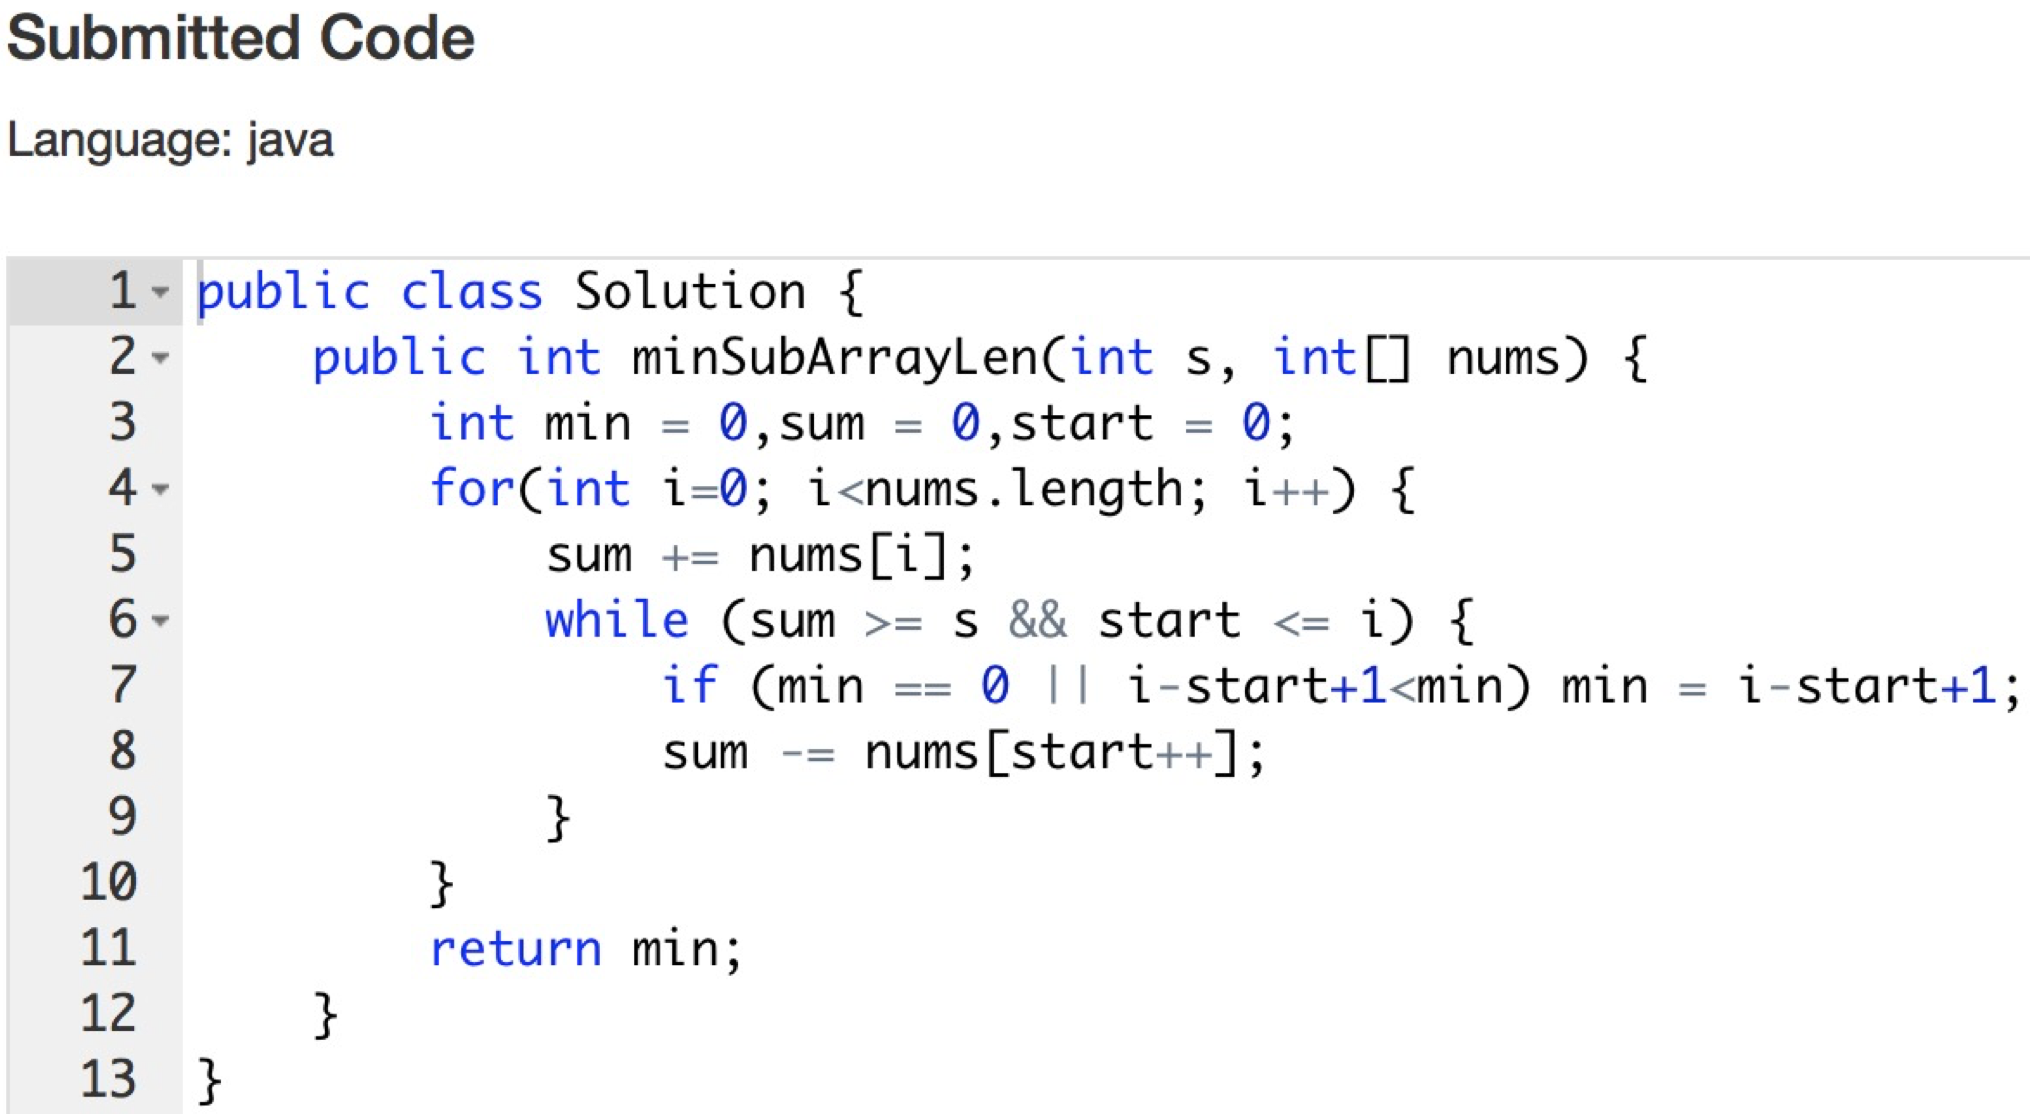 Submitted Code
Language: java
1 public class Solution {
2     public int minSubArrayLen(int s, int[] nums) {
3         int min = 0,sum = 0,start = 0;
4         for(int i=0; i<nums.length; i++) {
5             sum += nums[i];
6             while (sum >= s && start <= i) {
7                 if (min == 0 || i-start+1<min) min = i-start+1;
8                 sum -= nums[start++];
9             }
10         }
11         return min;
12     }
13 }